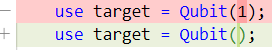 - use target = Qubit(1);
+ use target = Qubit();